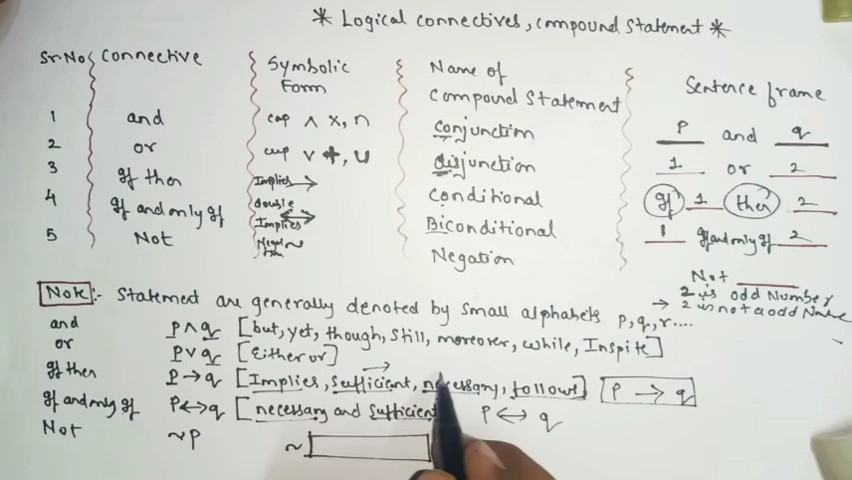 * Logical connectives, compound Statement *
Sr.No Connective Symbolic Form Name of Compound Statement Sentence frame
1 and cap ∧ x, ∩ conjunction P and q
2 or cup ∨ +, ∪ disjunction 1 or 2
3 If then Implies → Conditional If 1 then 2
4 If and only If double Implies ↔ Biconditional 1 If and only If 2
5 Not Negation ~ Negation Not
→ 2 is odd Number
2 is not a odd
Note :- Statement are generally denoted by small alphabets p, q, r....
and p∧q [but, yet, though, still, moreover, while, Inspite]
or p∨q [Either or]
If then p→q [Implies, sufficient, necessary, follows] p → q
If and only If p↔q [necessary and sufficient p ↔ q
Not ~p ~